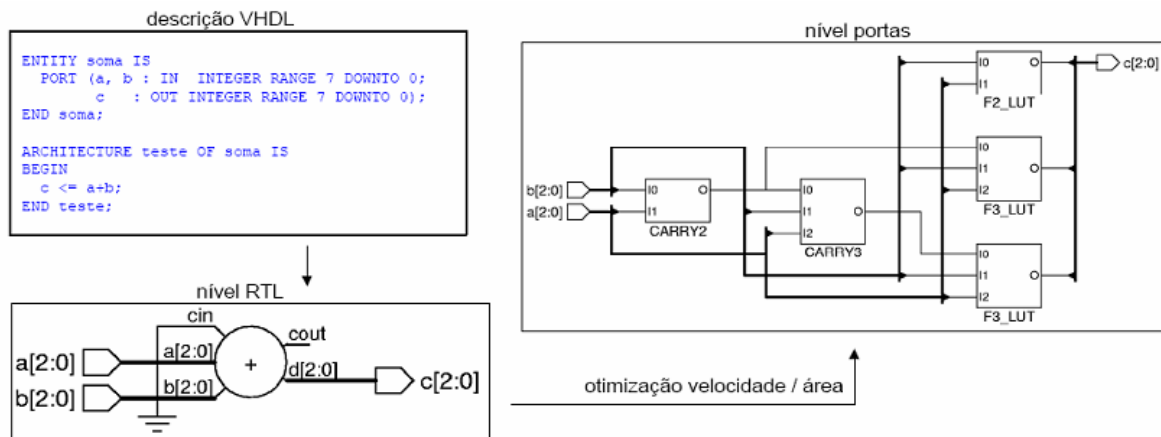 descrição VHDL
ENTITY soma IS
PORT (a, b : IN INTEGER RANGE 7 DOWNTO 0;
c : OUT INTEGER RANGE 7 DOWNTO 0);
END soma;
ARCHITECTURE teste OF soma IS
BEGIN
c <= a+b;
END teste;
nível RTL
cin
cout
a[2:0]
a[2:0]
+
d[2:0]
c[2:0]
b[2:0]
b[2:0]
otimização velocidade / área
nível portas
I0
O
I1
F2_LUT
c[2:0]
b[2:0]
a[2:0]
I0
O
I1
CARRY2
I0
I1
O
I2
CARRY3
I0
I1
O
I2
F3_LUT
I0
I1
O
I2
F3_LUT